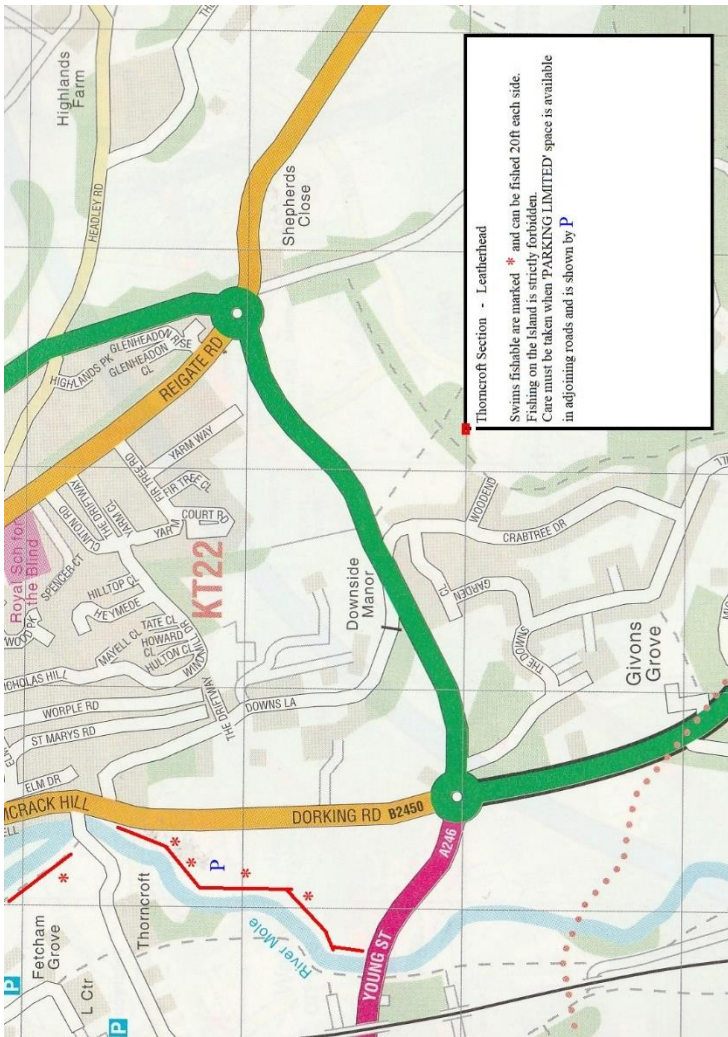 Highlands
Farm
HEADLEY RD
Shepherds
Close
HIGHLANDS PK
GLENHEADON
RISE
GLENHEADON
CL
REIGATE RD
Thorncroft Section - Leatherhead
Swims fishable are marked * and can be fished 20ft each side.
Fishing on the Island is strictly forbidden.
Care must be taken when 'PARKING LIMITED' space is available
in adjoining roads and is shown by P
Royal Sch for
the Blind
CLINTON RD
THE DRIFTWAY
YARM CL
FIR TREE RD
YARM WAY
FIR TREE CL
YARM
COURT RD
SPENCER CT
KT22
HILLTOP CL
TATE CL
HOWARD
CL
HULTON CL
MAYELL CL
THE DRIFTWAY
WORPLE RD
ST MARYS RD
ELM DR
DOWNS LA
Downside
Manor
WOODEND
CRABTREE DR
GARDEN
CL
THE DOWNS
Givons
Grove
DORKING RD B2450
A246
YOUNG ST
River Mole
Thorncroft
Fetcham
Grove
L Ctr
P
P
P
*
*
*
*
*